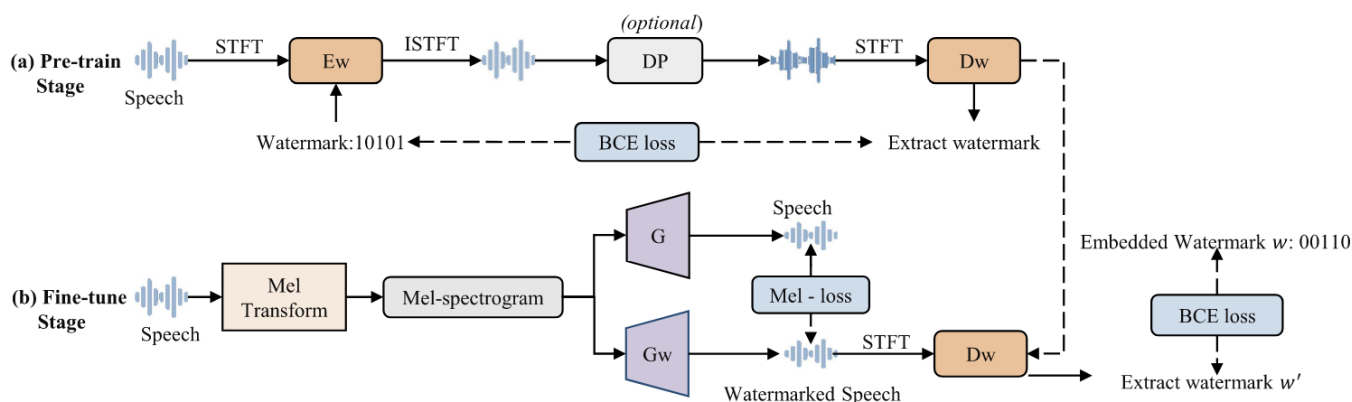 (optional)
STFT
ISTFT
STFT
(a) Pre-train
Stage
Ew
DP
Dw
Speech
Watermark:10101
BCE loss
Extract watermark
Speech
G
Embedded Watermark w: 00110
(b) Fine-tune
Stage
Mel
Transform
Mel-spectrogram
Mel - loss
BCE loss
Speech
Gw
STFT
Dw
Watermarked Speech
Extract watermark w'